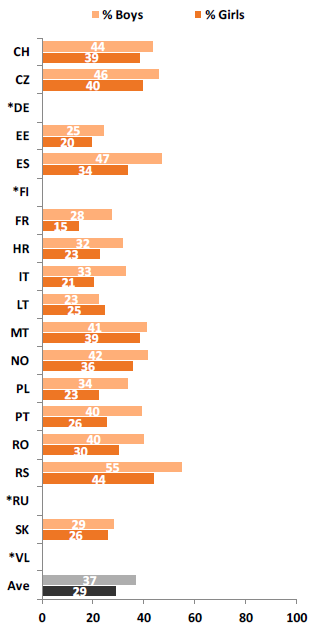 % Boys % Girls
CH 44
39
CZ 46
40
*DE
EE 25
20
ES 47
34
*FI
FR 28
15
HR 32
23
IT 33
21
LT 23
25
MT 41
39
NO 42
36
PL 34
23
PT 40
26
RO 40
30
RS 55
44
*RU
SK 29
26
*VL
Ave 37
29
0 20 40 60 80 100